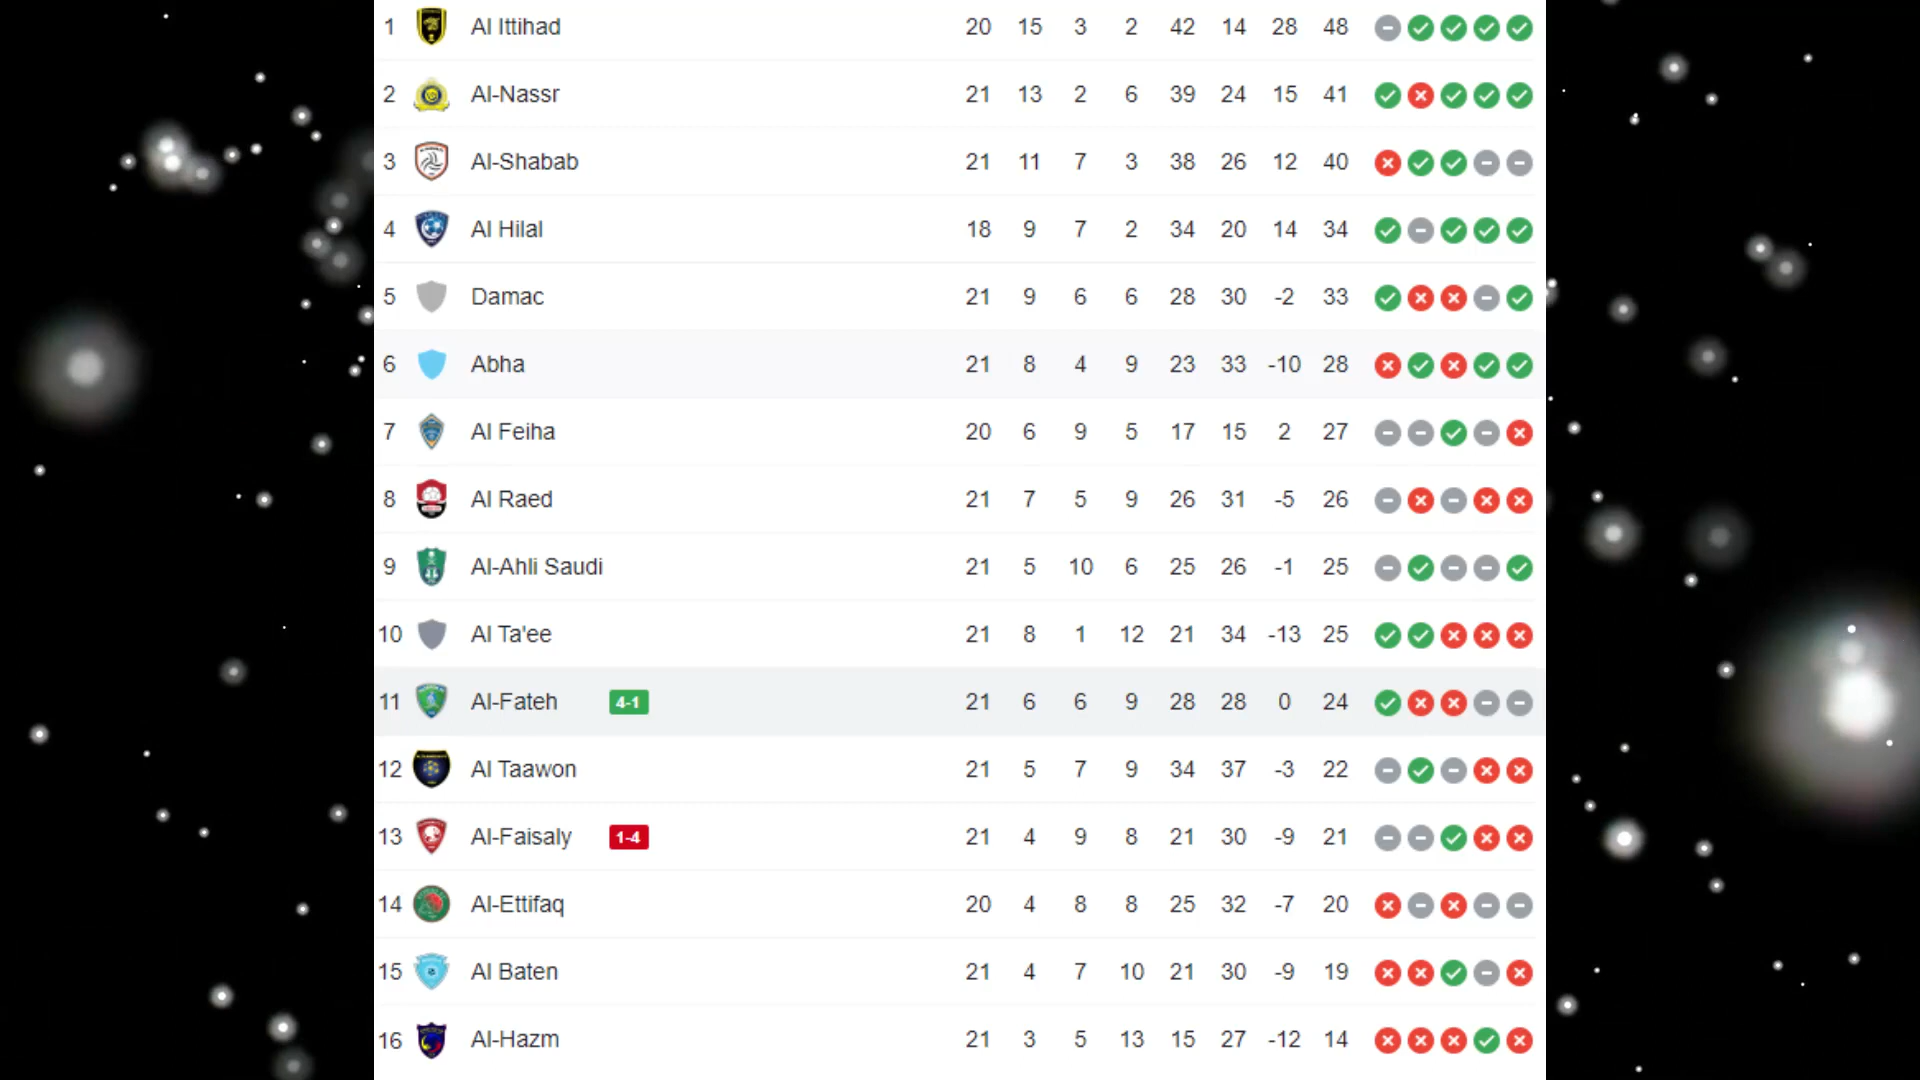 1 Al Ittihad 20 15 3 2 42 14 28 48
2 Al-Nassr 21 13 2 6 39 24 15 41
3 Al-Shabab 21 11 7 3 38 26 12 40
4 Al Hilal 18 9 7 2 34 20 14 34
5 Damac 21 9 6 6 28 30 -2 33
6 Abha 21 8 4 9 23 33 -10 28
7 Al Feiha 20 6 9 5 17 15 2 27
8 Al Raed 21 7 5 9 26 31 -5 26
9 Al-Ahli Saudi 21 5 10 6 25 26 -1 25
10 Al Ta'ee 21 8 1 12 21 34 -13 25
11 Al-Fateh 4-1 21 6 6 9 28 28 0 24
12 Al Taawon 21 5 7 9 34 37 -3 22
13 Al-Faisaly 1-4 21 4 9 8 21 30 -9 21
14 Al-Ettifaq 20 4 8 8 25 32 -7 20
15 Al Baten 21 4 7 10 21 30 -9 19
16 Al-Hazm 21 3 5 13 15 27 -12 14